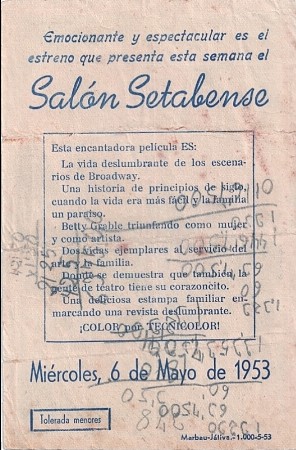 Emocionante y espectacular es el
estreno que presenta esta semana el
Salón Setabense
Esta encantadora película ES:
La vida deslumbrante de los escena-
rios de Broadway.
Una historia de principios de siglo,
cuando la vida era más fácil y la familia
un paraíso.
Betty Grable triunfando como mujer
y como artista.
Dos vidas ejemplares al servicio del
arte y la familia.
Donde se demuestra que también la
gente de teatro tiene su corazoncito.
Una deliciosa estampa familiar en-
marcando una revista deslumbrante.
¡COLOR por TECNICOLOR!
Miércoles, 6 de Mayo de 1953
Tolerada menores
Marbau-Játiva.-1.000-5-53